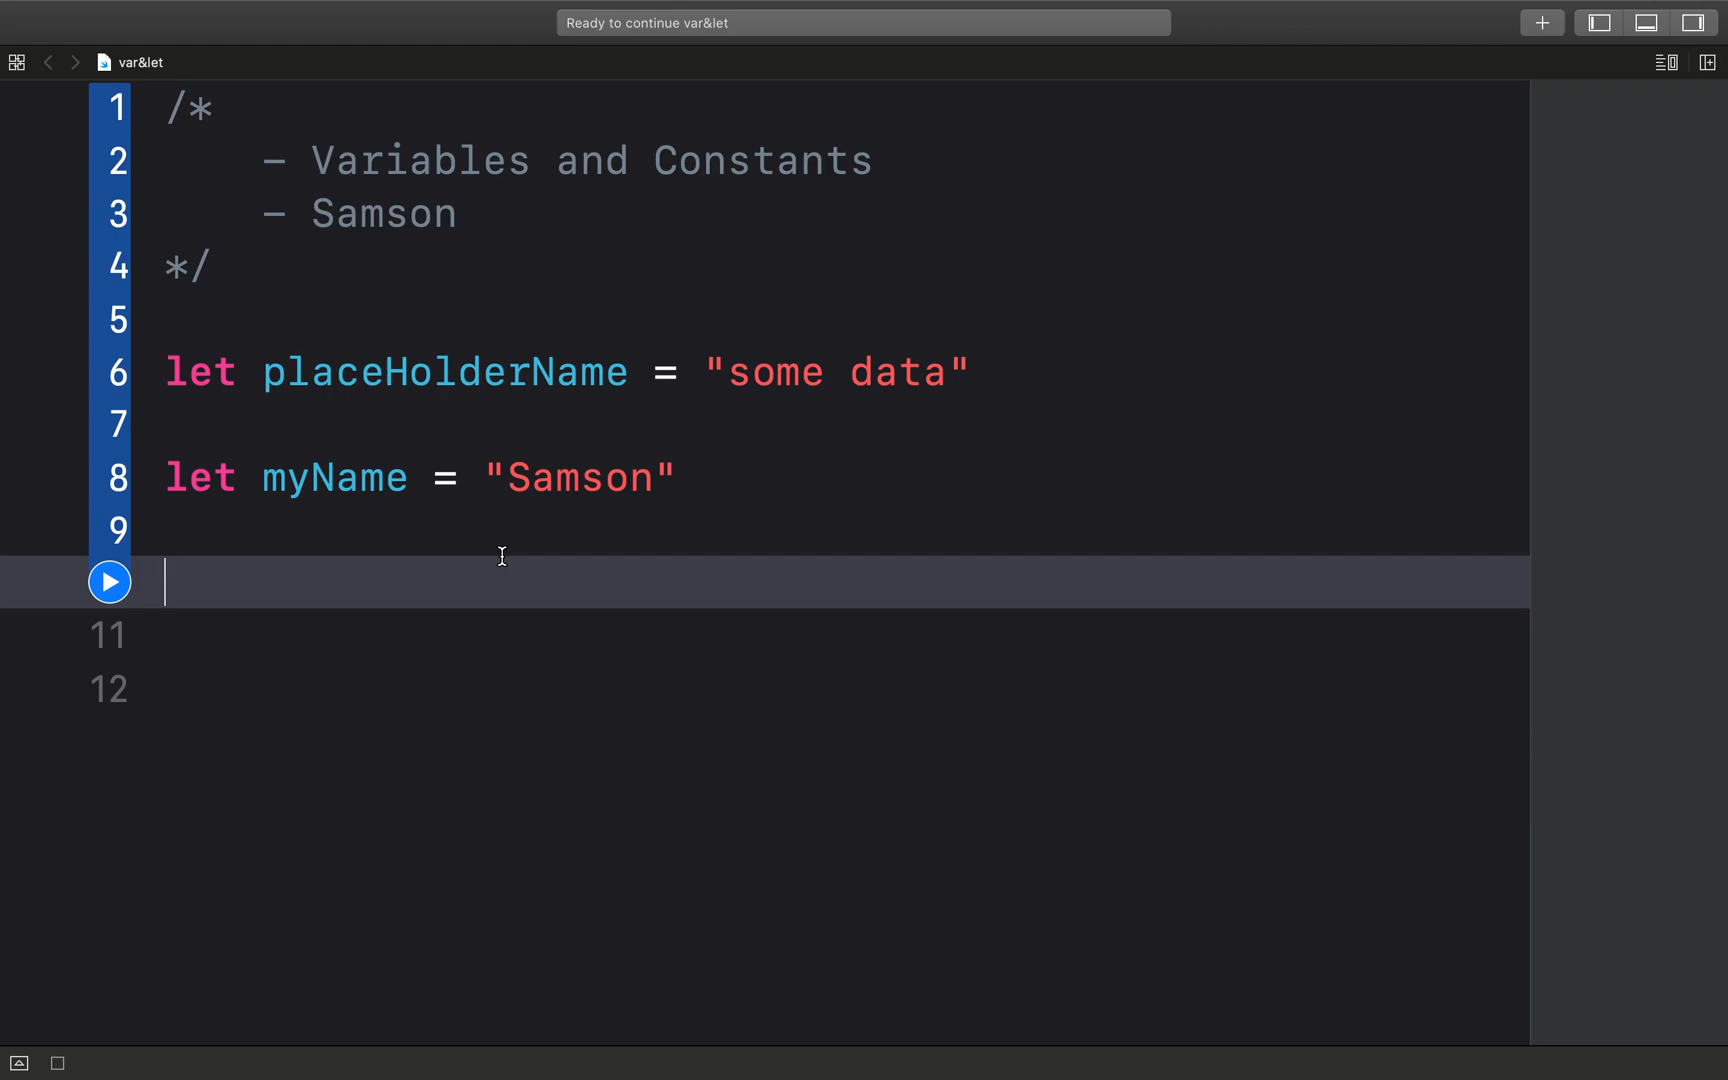 Ready to continue var&let
var&let
1 /*
2 – Variables and Constants
3 – Samson
4 */
5
6 let placeHolderName = "some data"
7
8 let myName = "Samson"
9
11
12